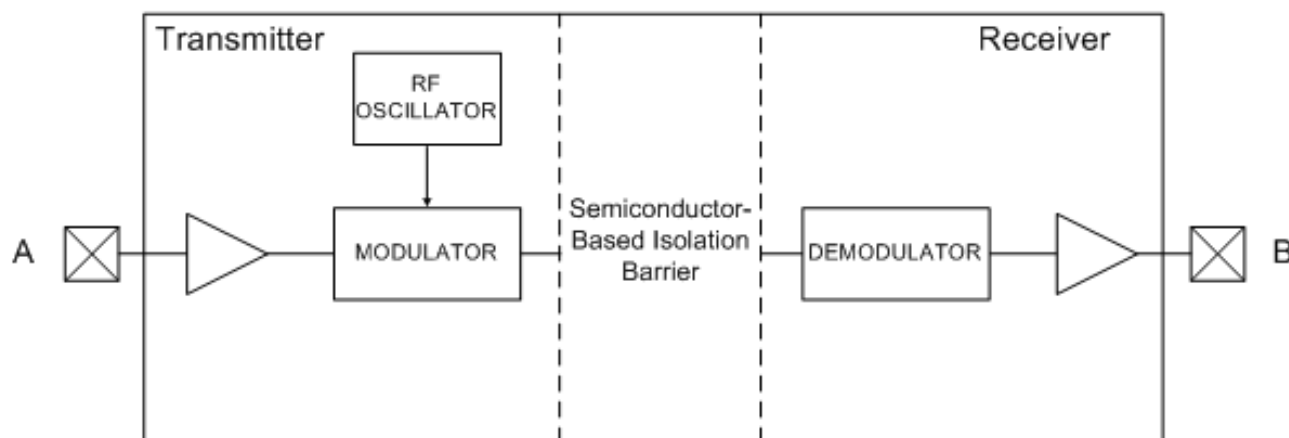 Transmitter
Receiver
RF
OSCILLATOR
A
MODULATOR
Semiconductor-
Based Isolation
Barrier
DEMODULATOR
B